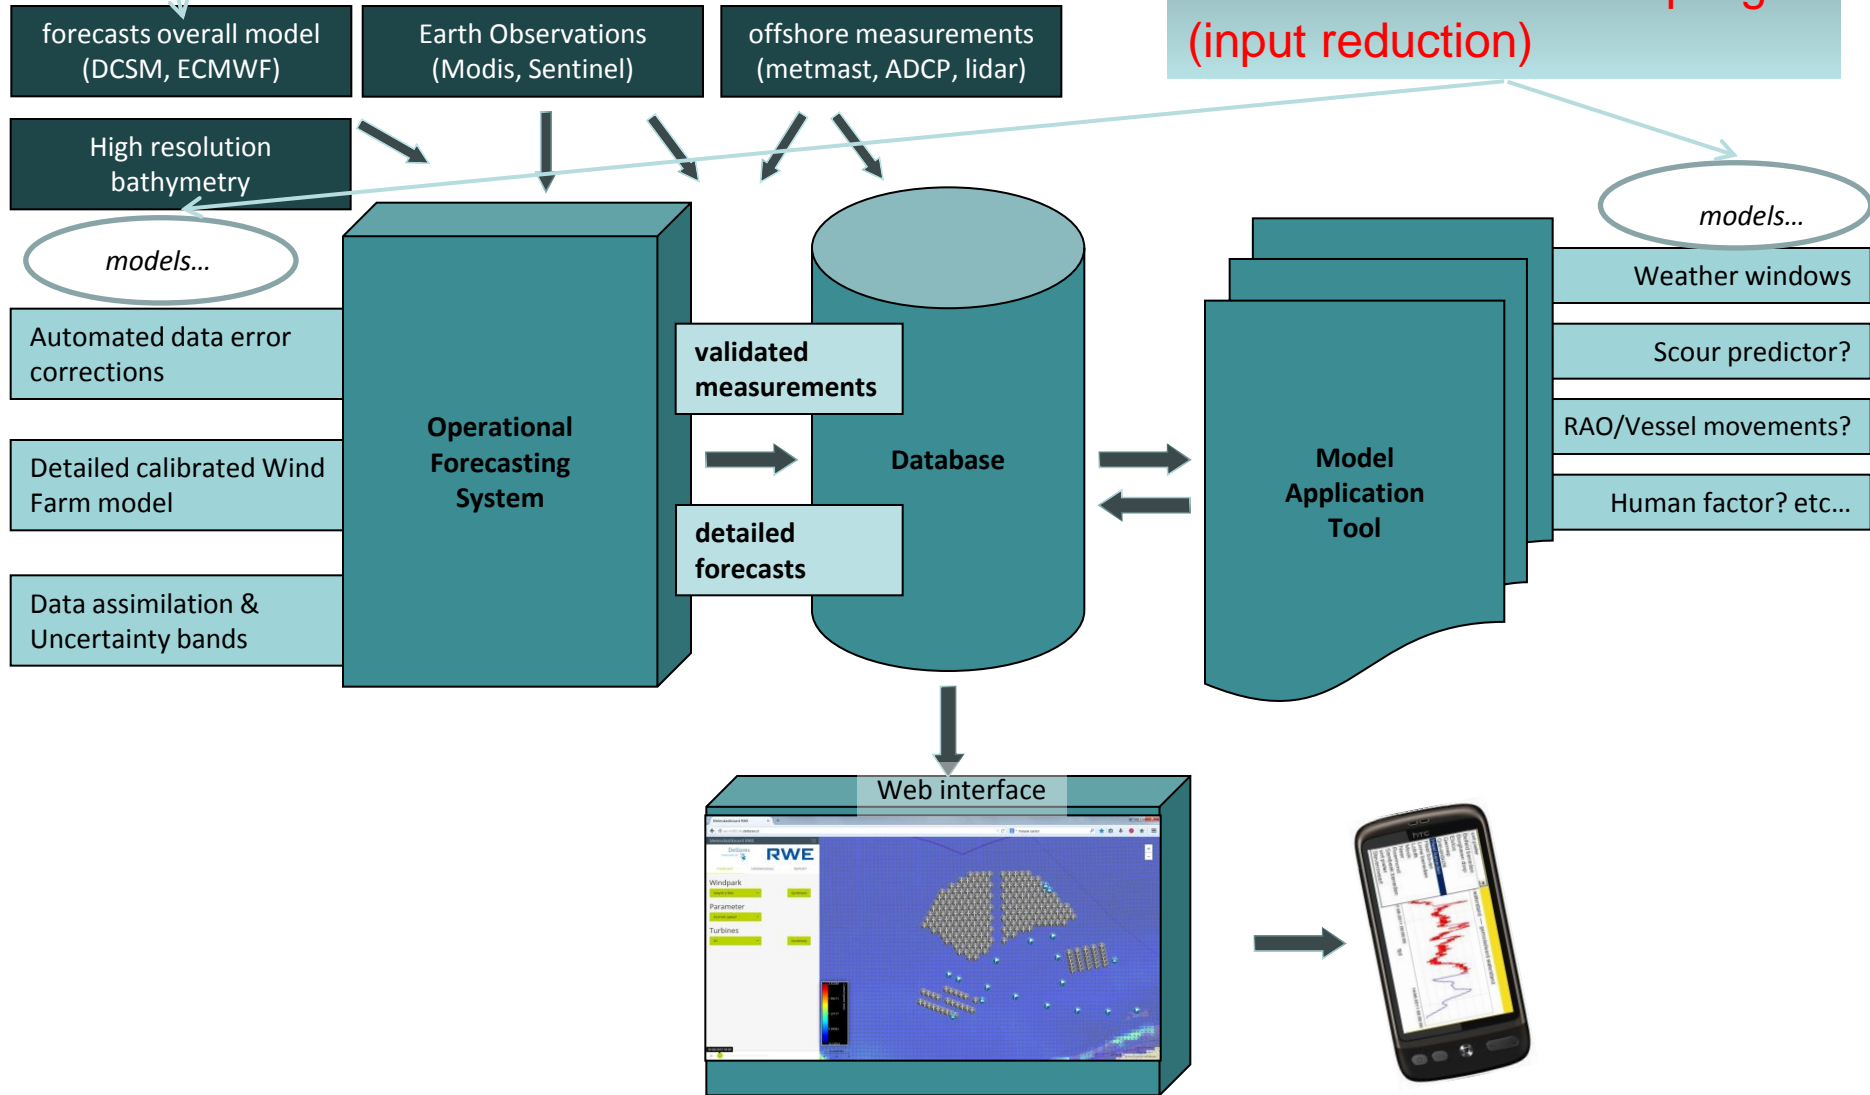 (input reduction)
forecasts overall model
(DCSM, ECMWF)
Earth Observations
(Modis, Sentinel)
offshore measurements
(metmast, ADCP, lidar)
High resolution
bathymetry
models...
models...
Automated data error
corrections
Detailed calibrated Wind
Farm model
Data assimilation &
Uncertainty bands
Operational
Forecasting
System
validated
measurements
detailed
forecasts
Database
Model
Application
Tool
Weather windows
Scour predictor?
RAO/Vessel movements?
Human factor? etc...
Web interface
Deltares
RWE
Windpark
Parameter
Turbines
hTC